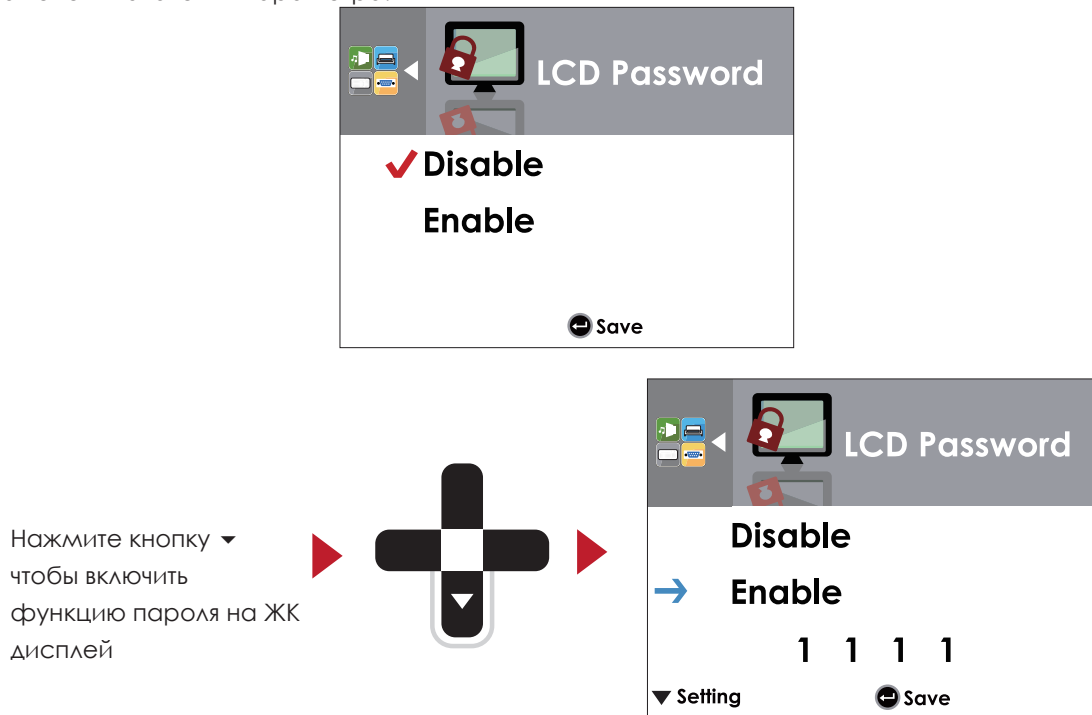 LCD Password
✓ Disable
Enable
Save
Нажмите кнопку ▼
чтобы включить
функцию пароля на ЖК
дисплей
LCD Password
Disable
→ Enable
1 1 1 1
▼ Setting Save